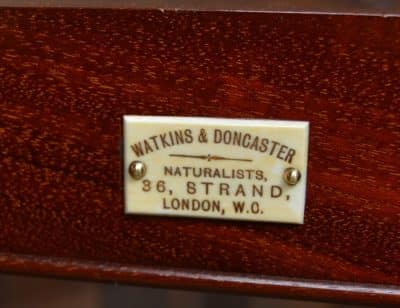 WATKINS & DONCASTER
NATURALISTS,
36, STRAND,
LONDON, W.C.